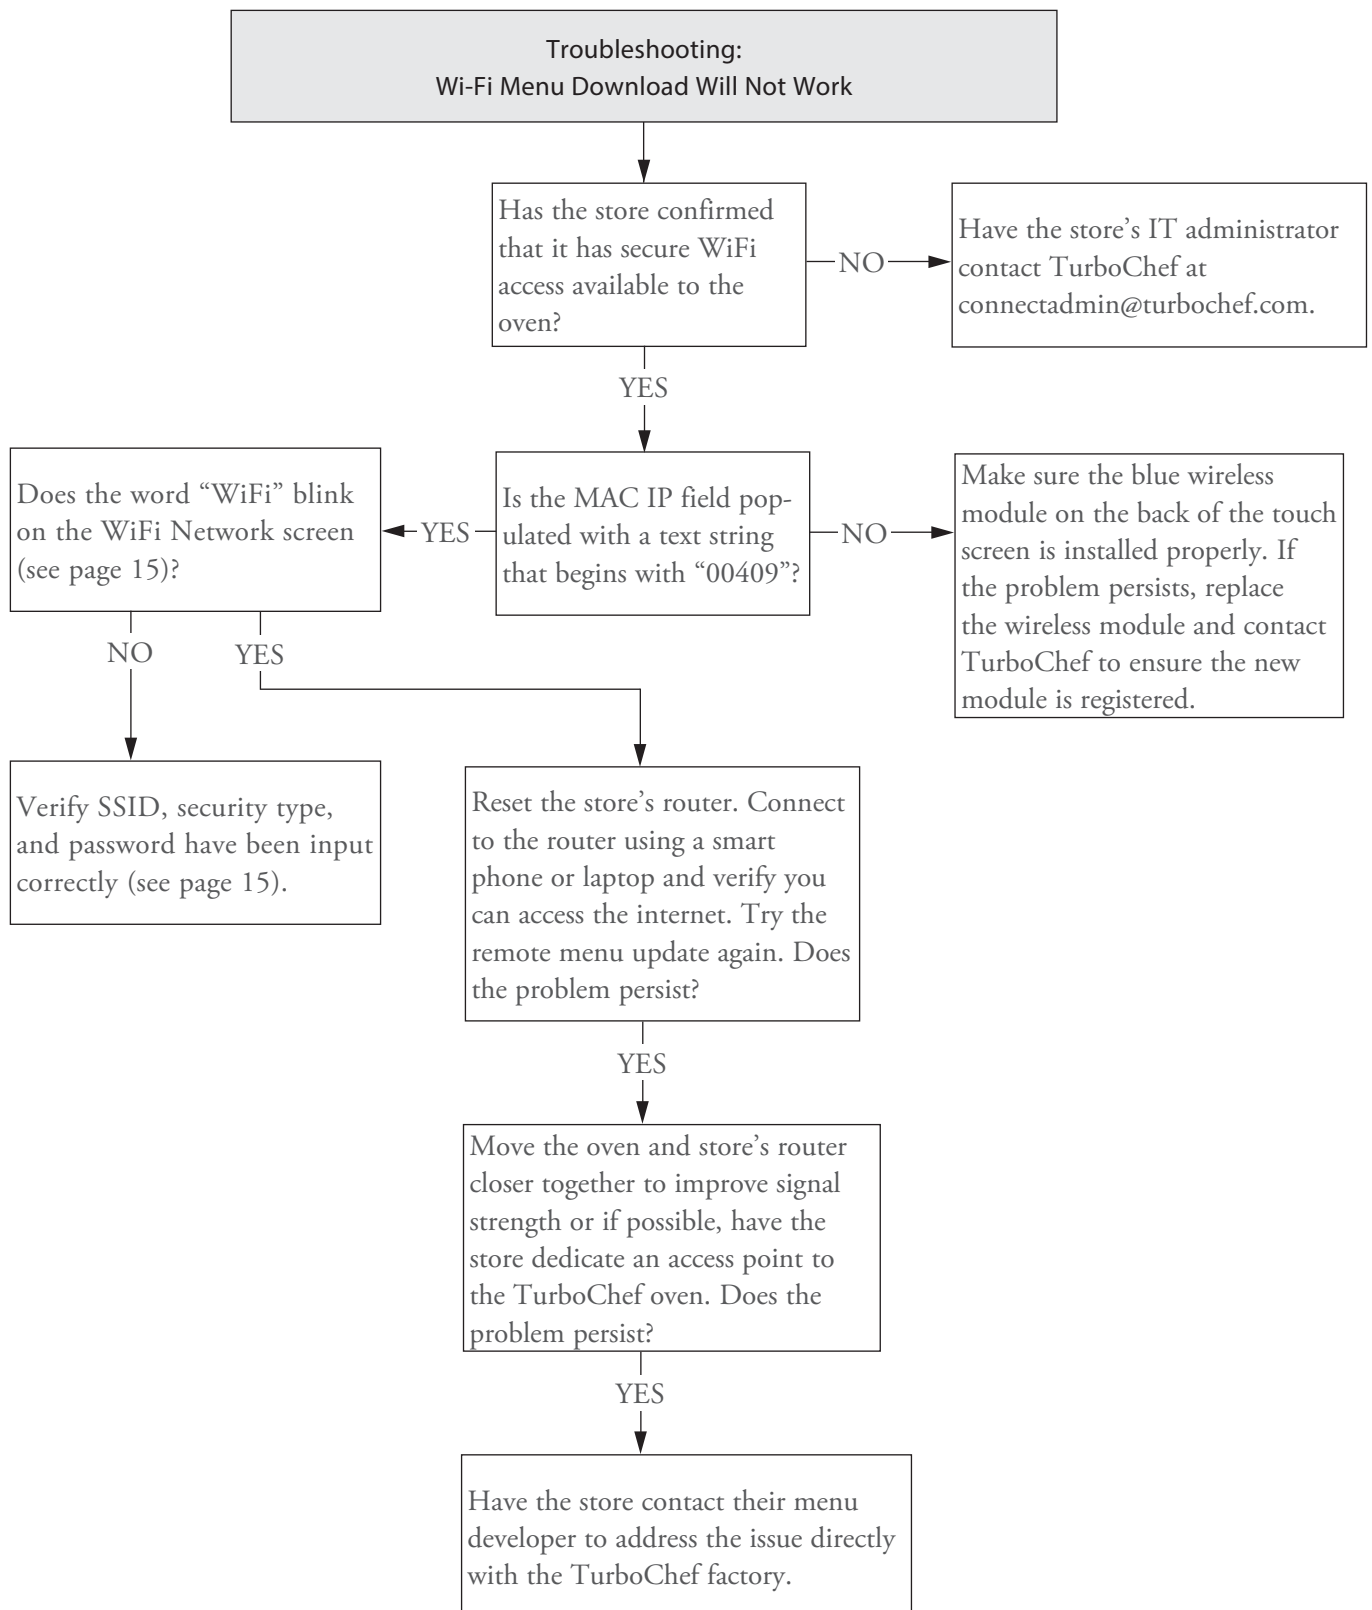 Troubleshooting:
Wi-Fi Menu Download Will Not Work
Has the store confirmed
that it has secure WiFi
access available to the
oven?
NO
Have the store's IT administrator
contact TurboChef at
connectadmin@turbochef.com.
YES
Does the word “WiFi” blink
on the WiFi Network screen
(see page 15)?
YES
Is the MAC IP field pop-
ulated with a text string
that begins with “00409”?
NO
Make sure the blue wireless
module on the back of the touch
screen is installed properly. If
the problem persists, replace
the wireless module and contact
TurboChef to ensure the new
module is registered.
NO
YES
Verify SSID, security type,
and password have been input
correctly (see page 15).
Reset the store's router. Connect
to the router using a smart
phone or laptop and verify you
can access the internet. Try the
remote menu update again. Does
the problem persist?
YES
Move the oven and store's router
closer together to improve signal
strength or if possible, have the
store dedicate an access point to
the TurboChef oven. Does the
problem persist?
YES
Have the store contact their menu
developer to address the issue directly
with the TurboChef factory.